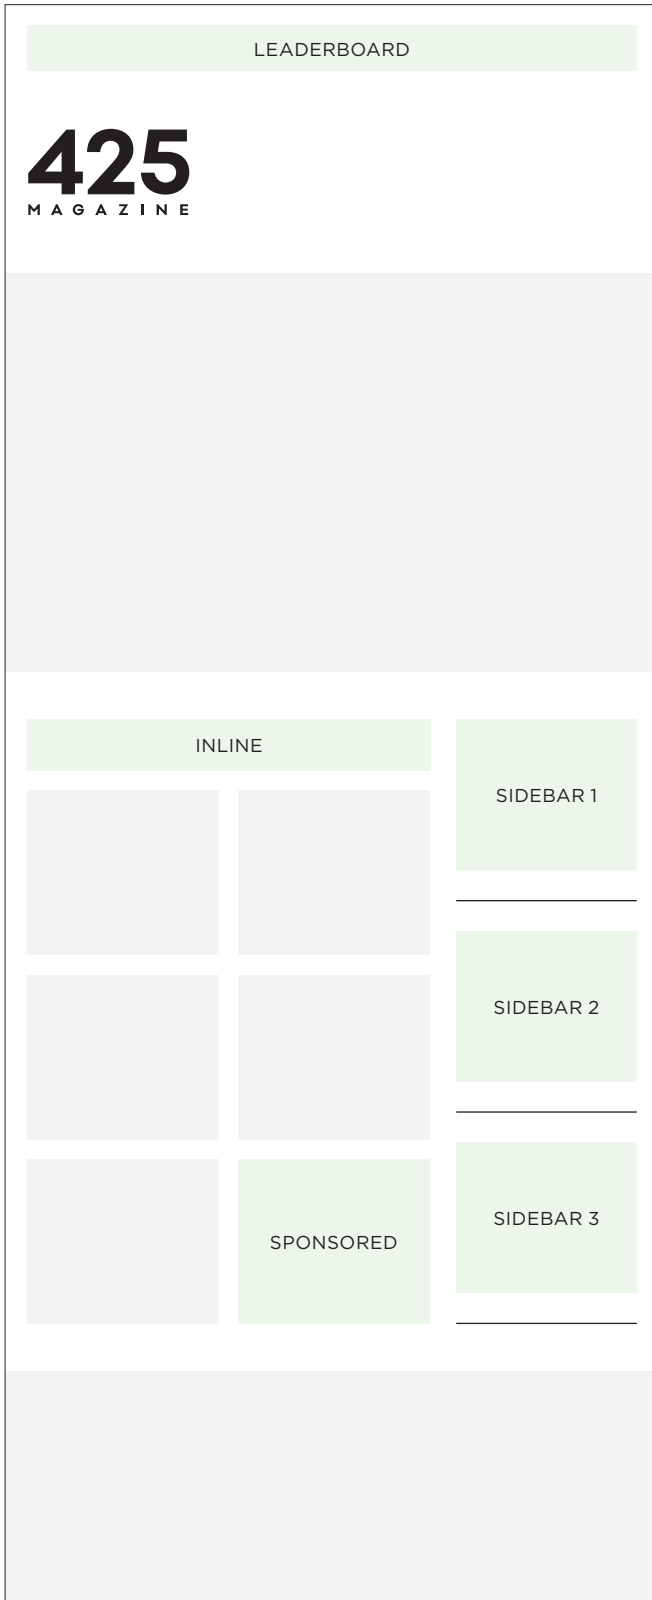 LEADERBOARD
425
MAGAZINE
INLINE
SIDEBAR 1
SIDEBAR 2
SPONSORED
SIDEBAR 3